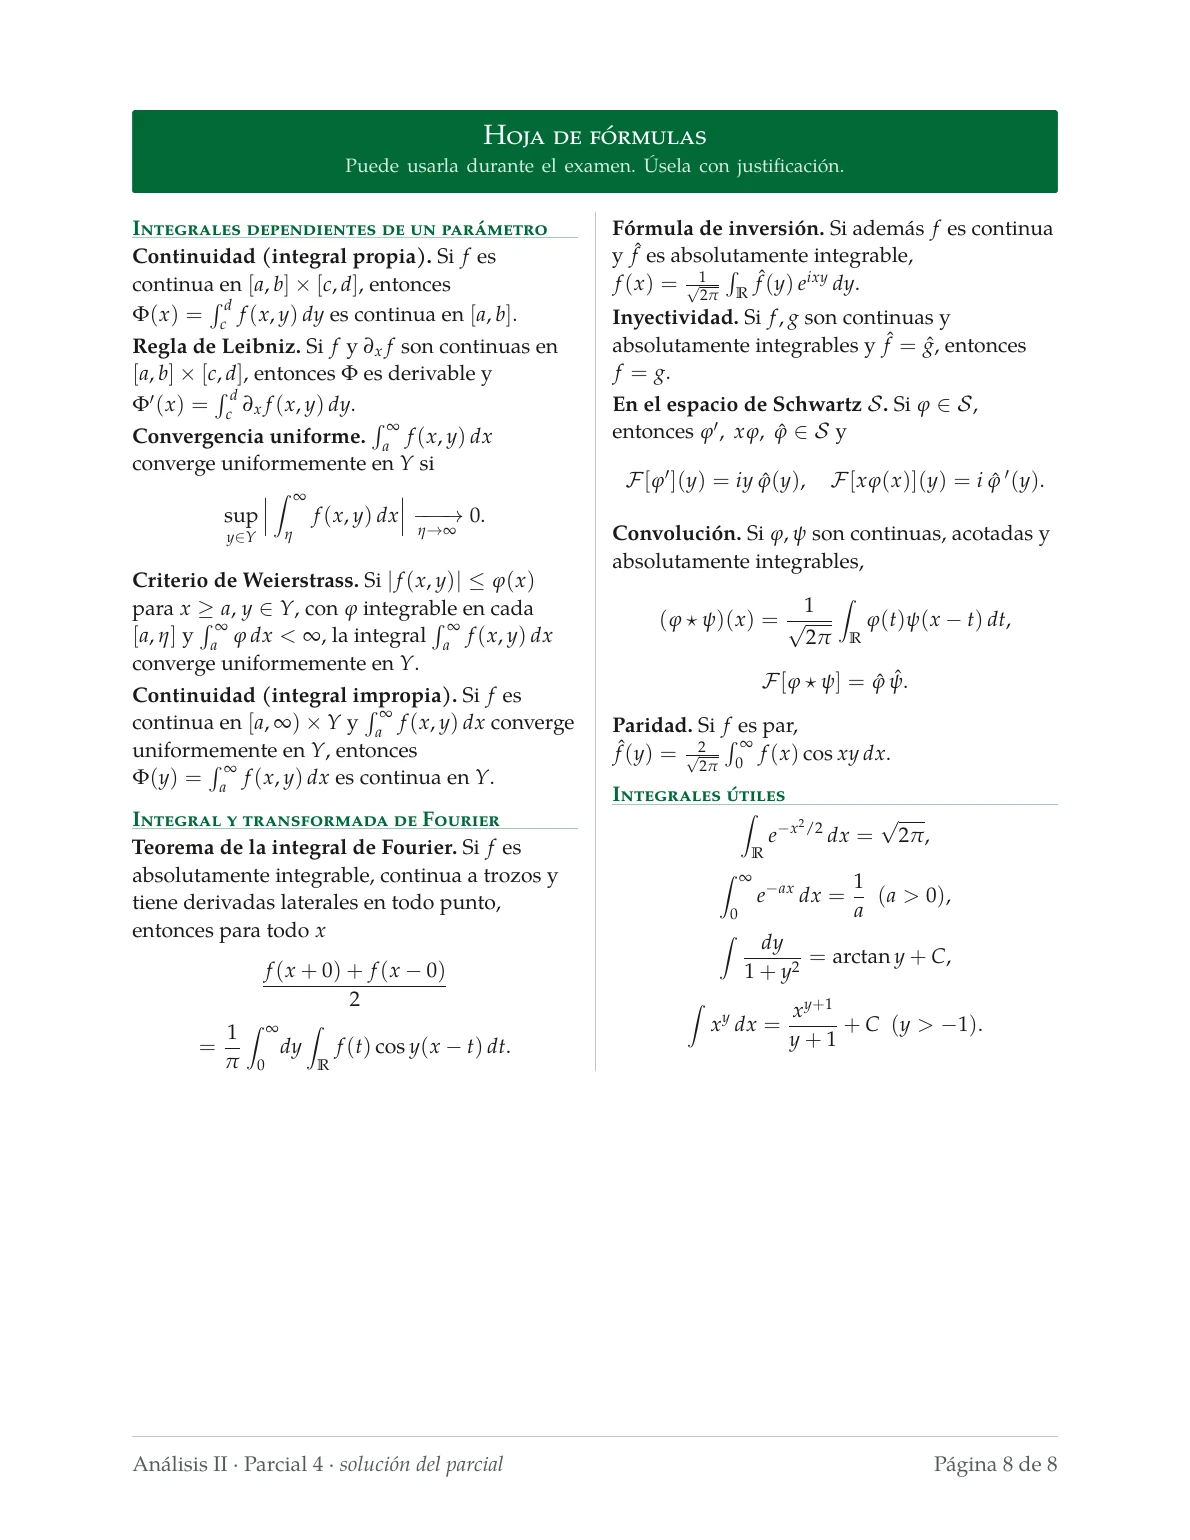 Hoja de fórmulas
Puede usarla durante el examen. Úsela con justificación.
Integrales dependientes de un parámetro
Continuidad (integral propia). Si f es
continua en [a, b] × [c, d], entonces
Φ(x) = ∫_c^d f(x, y) dy es continua en [a, b].
Regla de Leibniz. Si f y ∂ₓf son continuas en
[a, b] × [c, d], entonces Φ es derivable y
Φ′(x) = ∫_c^d ∂ₓf(x, y) dy.
Convergencia uniforme. ∫_a^∞ f(x, y) dx
converge uniformemente en Y si
sup_{y∈Y} | ∫_η^∞ f(x, y) dx | ⟶_{η→∞} 0.
Criterio de Weierstrass. Si |f(x, y)| ≤ φ(x)
para x ≥ a, y ∈ Y, con φ integrable en cada
[a, η] y ∫_a^∞ φ dx < ∞, la integral ∫_a^∞ f(x, y) dx
converge uniformemente en Y.
Continuidad (integral impropia). Si f es
continua en [a, ∞) × Y y ∫_a^∞ f(x, y) dx converge
uniformemente en Y, entonces
Φ(y) = ∫_a^∞ f(x, y) dx es continua en Y.
Integral y transformada de Fourier
Teorema de la integral de Fourier. Si f es
absolutamente integrable, continua a trozos y
tiene derivadas laterales en todo punto,
entonces para todo x
(f(x + 0) + f(x − 0))/2
= 1/π ∫_0^∞ dy ∫_ℝ f(t) cos y(x − t) dt.
Fórmula de inversión. Si además f es continua
y f̂ es absolutamente integrable,
f(x) = 1/√(2π) ∫_ℝ f̂(y) e^{ixy} dy.
Inyectividad. Si f, g son continuas y
absolutamente integrables y f̂ = ĝ, entonces
f = g.
En el espacio de Schwartz 𝒮. Si φ ∈ 𝒮,
entonces φ′, xφ, φ̂ ∈ 𝒮 y
ℱ[φ′](y) = iy φ̂(y), ℱ[xφ(x)](y) = i φ̂ ′(y).
Convolución. Si φ, ψ son continuas, acotadas y
absolutamente integrables,
(φ ⋆ ψ)(x) = 1/√(2π) ∫_ℝ φ(t)ψ(x − t) dt,
ℱ[φ ⋆ ψ] = φ̂ ψ̂.
Paridad. Si f es par,
f̂(y) = 2/√(2π) ∫_0^∞ f(x) cos xy dx.
Integrales útiles
∫_ℝ e^{−x²/2} dx = √(2π),
∫_0^∞ e^{−ax} dx = 1/a (a > 0),
∫ dy/(1 + y²) = arctan y + C,
∫ x^y dx = x^{y+1}/(y + 1) + C (y > −1).
Análisis II · Parcial 4 · solución del parcial
Página 8 de 8